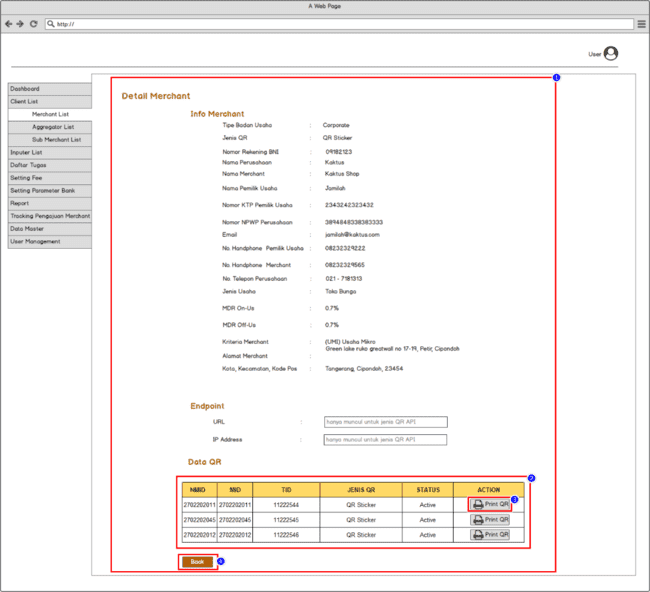 A Web Page
http://
User
Dashboard
Client List
Merchant List
Aggregator List
Sub Merchant List
Inputer List
Daftar Tugas
Setting Fee
Setting Parameter Bank
Report
Tracking Pengajuan Merchant
Data Master
User Management
1
Detail Merchant
Info Merchant
Tipe Badan Usaha : Corporate
Jenis QR : QR Sticker
Nomor Rekening BNI : 09182123
Nama Perusahaan : Kaktus
Nama Merchant : Kaktus Shop
Nama Pemilik Usaha : Jamilah
Nomor KTP Pemilik Usaha : 2343242323432
Nomor NPWP Perusahaan : 3894848338383333
Email : jamilah@kaktus.com
No. Handphone Pemilik Usaha : 08232329222
No. Handphone Merchant : 08232329565
No. Telepon Perusahaan : 021 - 7181313
Jenis Usaha : Toko Bunga
MDR On-Us : 0.7%
MDR Off-Us : 0.7%
Kriteria Merchant : (UMI) Usaha Mikro
Green lake ruko greatwall no 17-19, Petir, Cipondoh
Alamat Merchant :
Kota, Kecamatan, Kode Pos : Tangerang, Cipondoh, 23454
Endpoint
URL : hanya muncul untuk jenis QR API
IP Address : hanya muncul untuk jenis QR API
Data QR
2
NMID MID TID JENIS QR STATUS ACTION
2702202011 2702202011 11222544 QR Sticker Active Print QR 3
2702202045 2702202045 11222545 QR Sticker Active Print QR
2702202012 2702202012 11222546 QR Sticker Active Print QR
Back 4